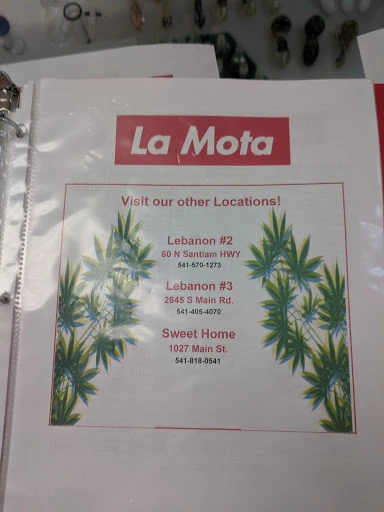 La Mota
Visit our other Locations!
Lebanon #2
60 N Santiam HWY
541-570-1273
Lebanon #3
2645 S Main Rd.
541-405-4070
Sweet Home
1027 Main St.
541-818-0541